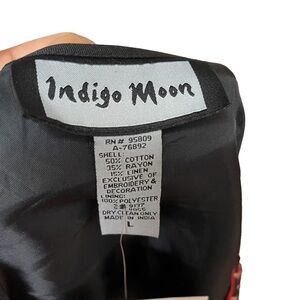 Indigo Moon
RN# 95809
A-76892
SHELL:
50% COTTON
35% RAYON
15% LINEN
EXCLUSIVE OF
EMBROIDERY &
DECORATION
LINING:
100% POLYESTER
DRY CLEAN ONLY
MADE IN INDIA
L